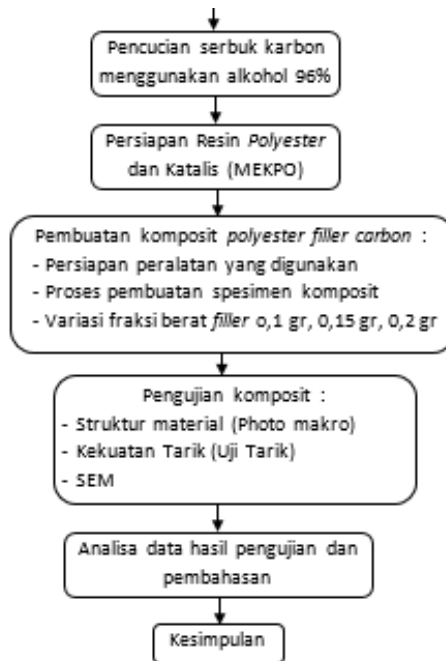 Pencucian serbuk karbon
menggunakan alkohol 96%
Persiapan Resin Polyester
dan Katalis (MEKPO)
Pembuatan komposit polyester filler carbon :
- Persiapan peralatan yang digunakan
- Proses pembuatan spesimen komposit
- Variasi fraksi berat filler o,1 gr, 0,15 gr, 0,2 gr
Pengujian komposit :
- Struktur material (Photo makro)
- Kekuatan Tarik (Uji Tarik)
- SEM
Analisa data hasil pengujian dan
pembahasan
Kesimpulan